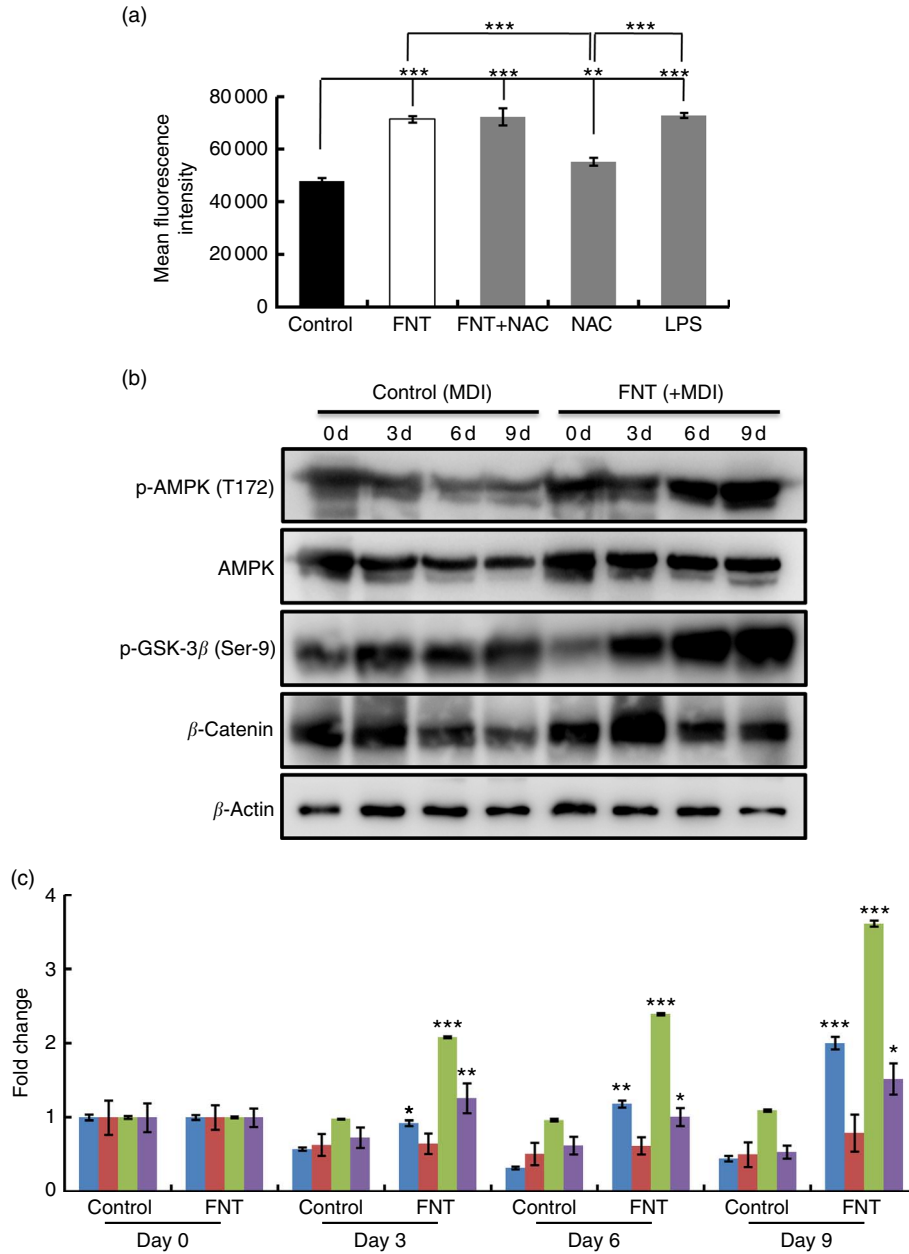 (a)
*** ***
*** *** ** ***
80 000
60 000
40 000
20 000
0
Mean fluorescence
intensity
Control FNT FNT+NAC NAC LPS
(b)
Control (MDI) FNT (+MDI)
0 d 3 d 6 d 9 d 0 d 3 d 6 d 9 d
p-AMPK (T172)
AMPK
p-GSK-3β (Ser-9)
β-Catenin
β-Actin
(c)
4
3
2
1
0
Fold change
* *** **
** *** *
*** *** *
Control FNT Control FNT Control FNT Control FNT
Day 0 Day 3 Day 6 Day 9